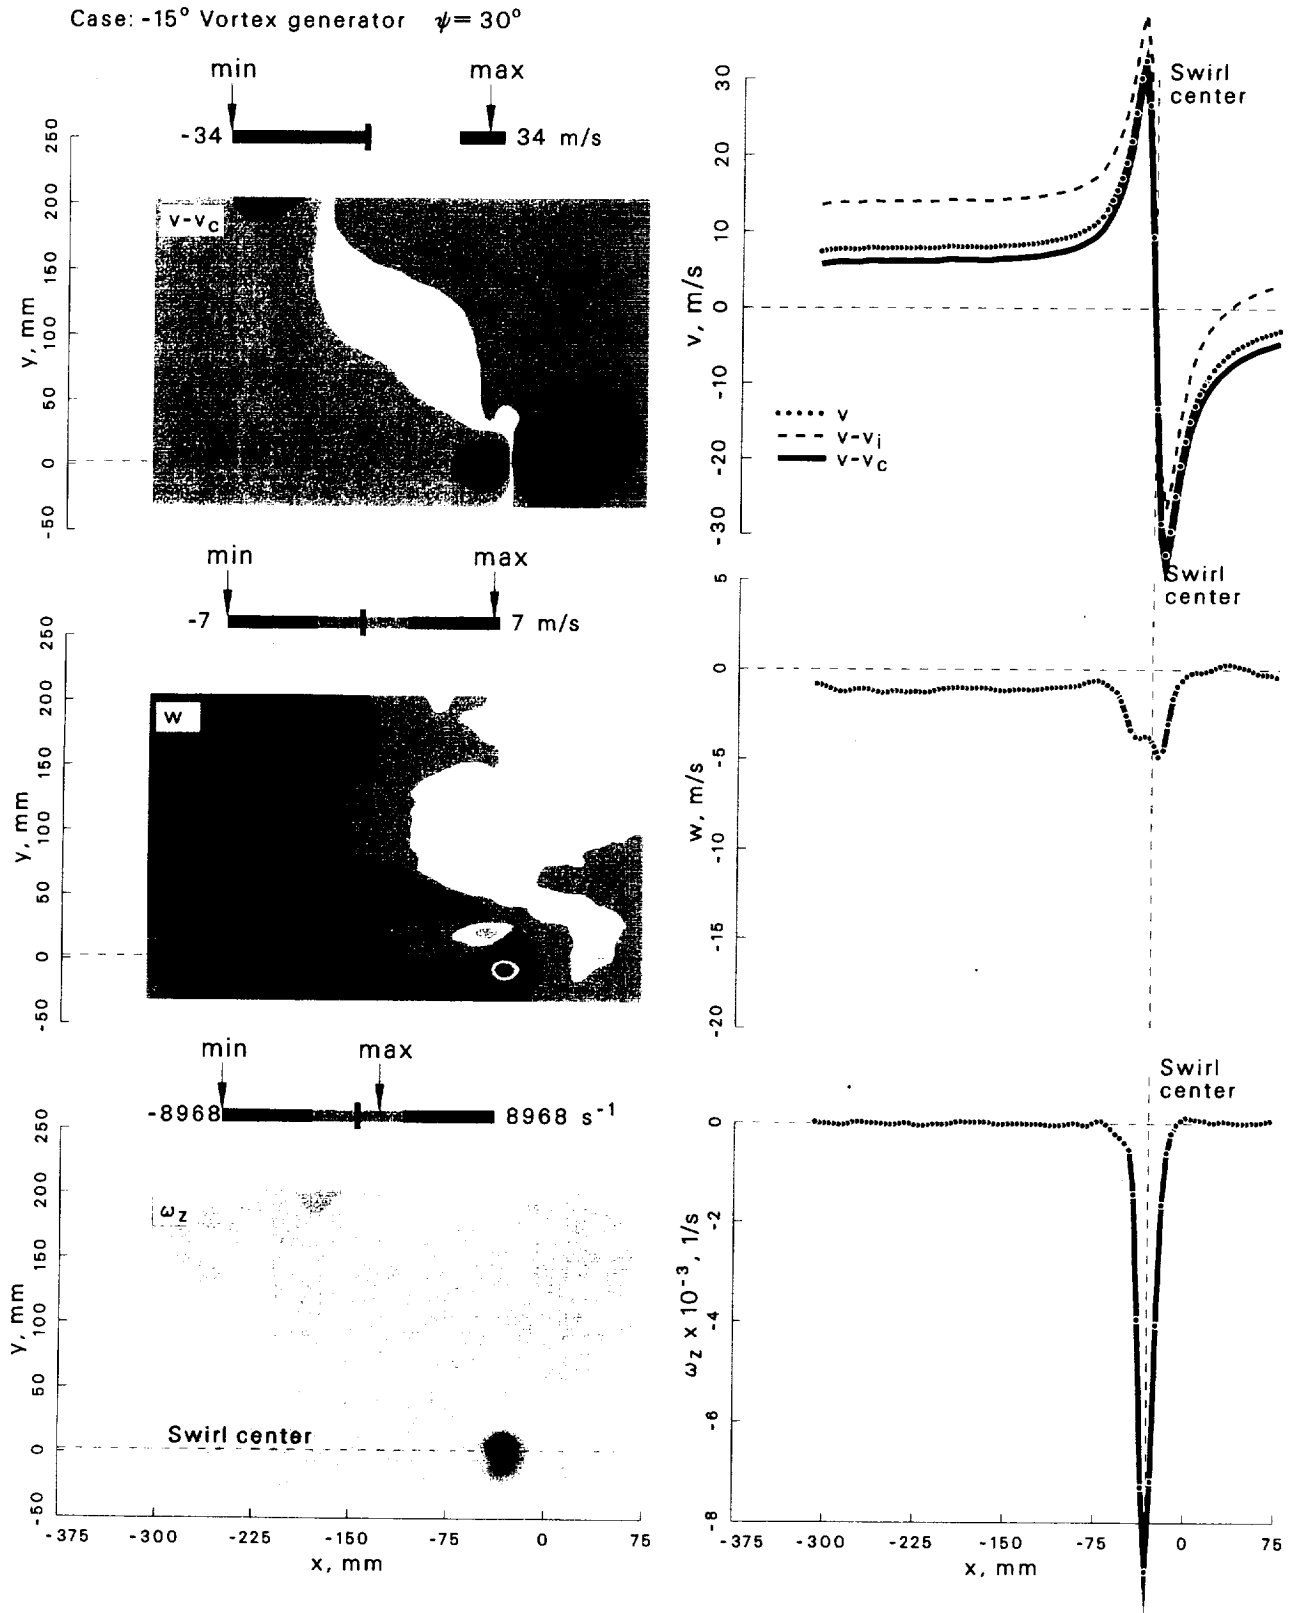 Case: -15° Vortex generator ψ = 30°
min max
-34 34 m/s
250
200
150
100
50
0
-50
y, mm
v-vc
min max
-7 7 m/s
250
200
150
100
50
0
-50
y, mm
w
min max
-8968 8968 s⁻¹
250
200
150
100
50
0
-50
y, mm
ωz
Swirl center
-375 -300 -225 -150 -75 0 75
x, mm
Swirl
center
30
20
10
0
-10
-20
-30
v, m/s
v
v-vi
v-vc
Swirl
center
5
0
-5
-10
-15
-20
w, m/s
Swirl
center
0
-2
-4
-6
-8
ωz x 10⁻³, 1/s
-375 -300 -225 -150 -75 0 75
x, mm